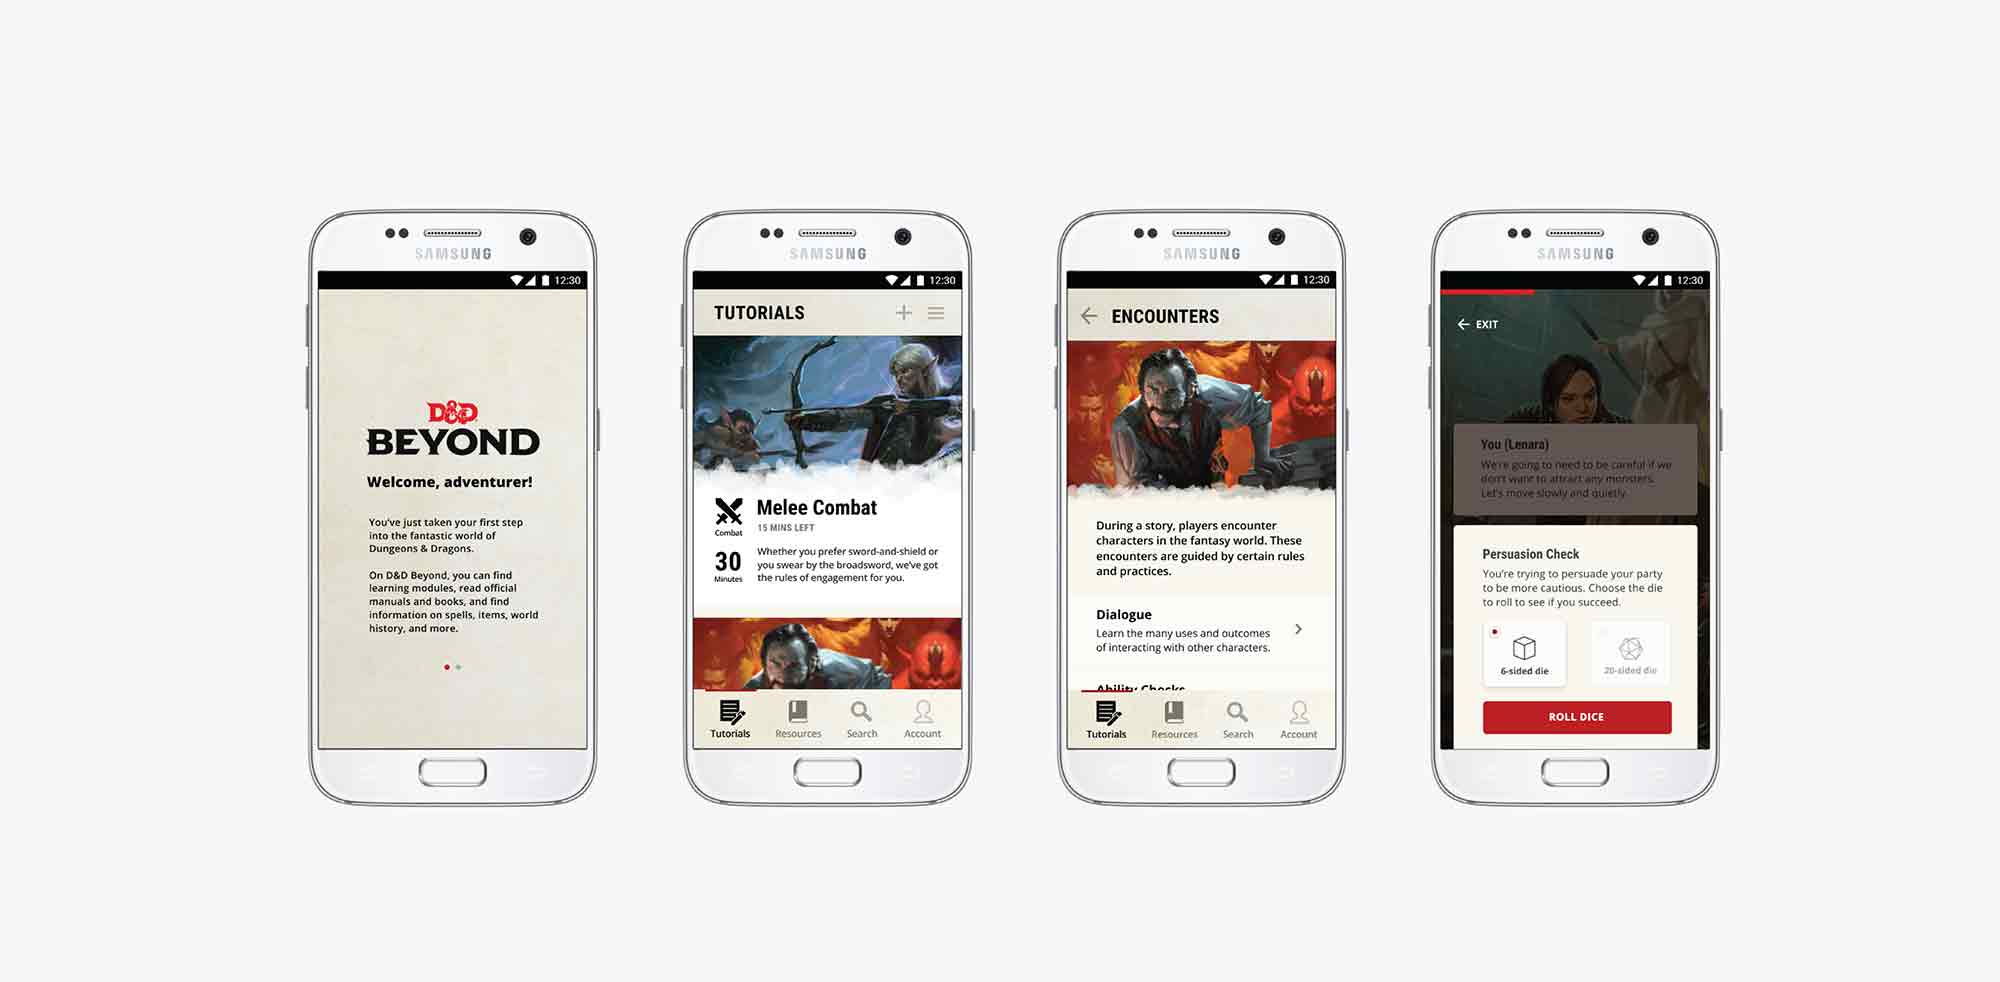 SAMSUNG
12:30
D&D
BEYOND
Welcome, adventurer!
You've just taken your first step
into the fantastic world of
Dungeons & Dragons.
On D&D Beyond, you can find
learning modules, read official
manuals and books, and find
information on spells, items, world
history, and more.
SAMSUNG
12:30
TUTORIALS
Melee Combat
15 MINS LEFT
Combat
30
Minutes
Whether you prefer sword-and-shield or
you swear by the broadsword, we've got
the rules of engagement for you.
Tutorials
Resources
Search
Account
SAMSUNG
12:30
ENCOUNTERS
During a story, players encounter
characters in the fantasy world. These
encounters are guided by certain rules
and practices.
Dialogue
Learn the many uses and outcomes
of interacting with other characters.
Ability Checks
Tutorials
Resources
Search
Account
SAMSUNG
12:30
EXIT
You (Lenara)
We're going to need to be careful if we
don't want to attract any monsters.
Let's move slowly and quietly.
Persuasion Check
You're trying to persuade your party
to be more cautious. Choose the die
to roll to see if you succeed.
6-sided die
20-sided die
ROLL DICE